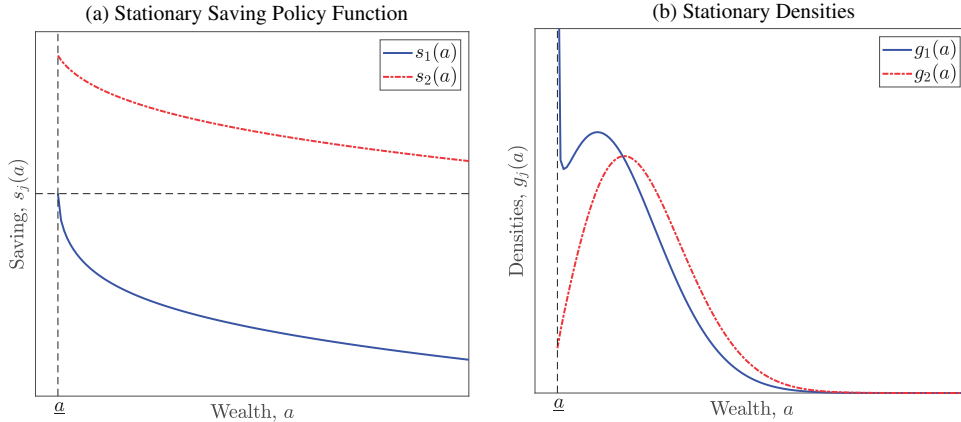 (a) Stationary Saving Policy Function
s₁(a)
s₂(a)
Saving, sⱼ(a)
a̲
Wealth, a
(b) Stationary Densities
g₁(a)
g₂(a)
Densities, gⱼ(a)
a̲
Wealth, a